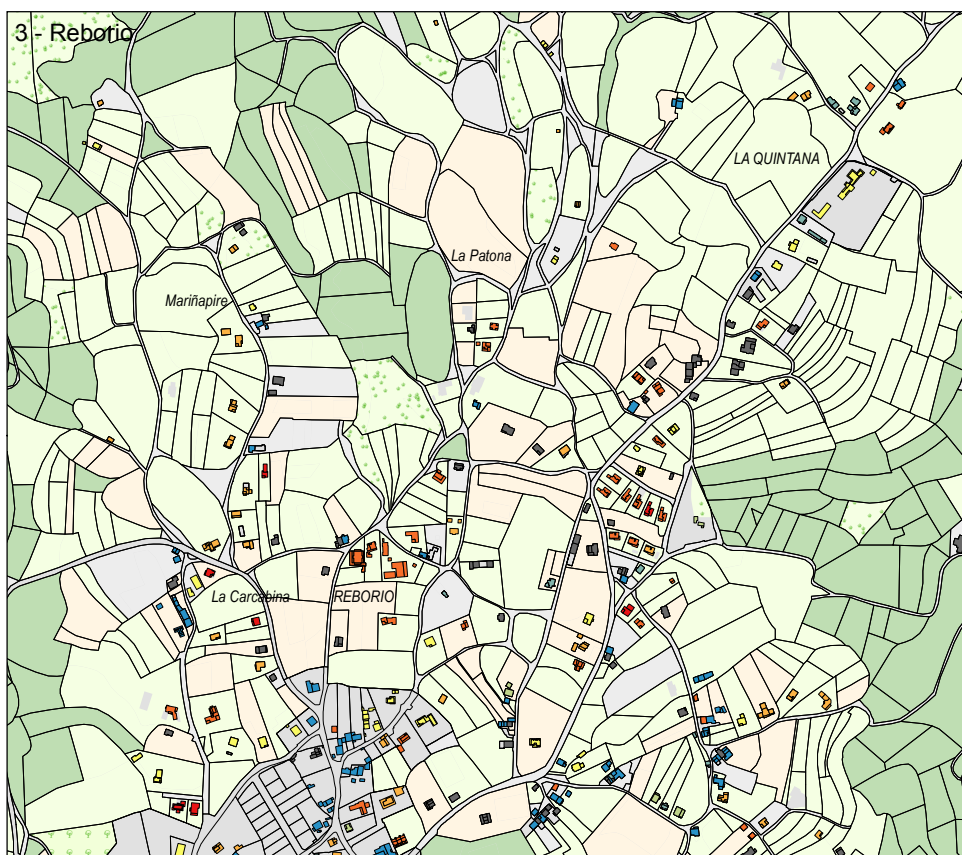 3 - Reborio
LA QUINTANA
La Patona
Mariñapire
La Carcabina
REBORIO